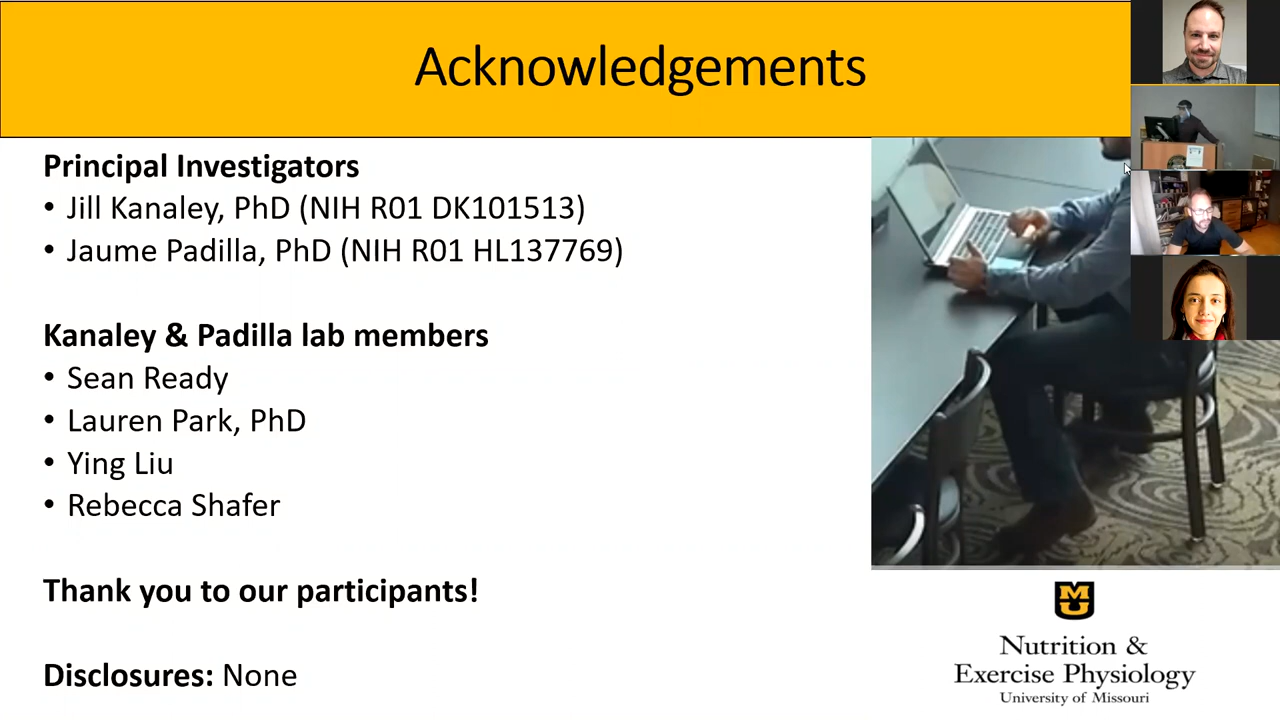 Acknowledgements
Principal Investigators
• Jill Kanaley, PhD (NIH R01 DK101513)
• Jaume Padilla, PhD (NIH R01 HL137769)
Kanaley & Padilla lab members
• Sean Ready
• Lauren Park, PhD
• Ying Liu
• Rebecca Shafer
Thank you to our participants!
Disclosures: None
MU
Nutrition &
Exercise Physiology
University of Missouri